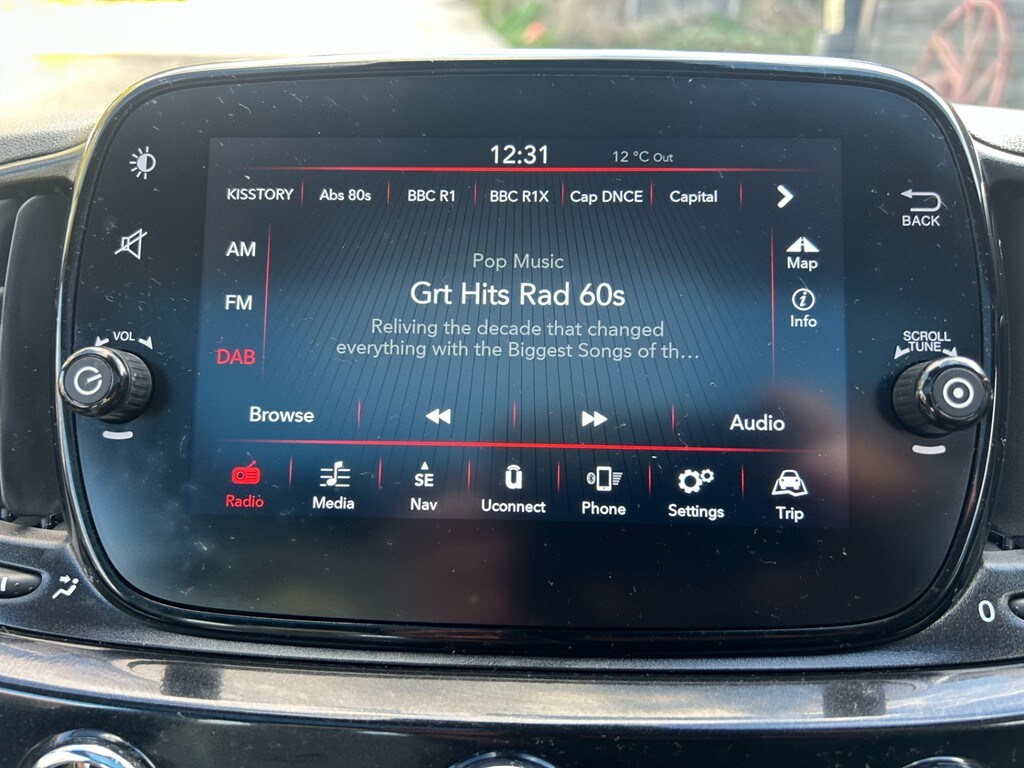 12:31 12 °C Out
KISSTORY Abs 80s BBC R1 BBC R1X Cap DNCE Capital
BACK
AM
Map
Pop Music
Grt Hits Rad 60s
FM
Info
Reliving the decade that changed
everything with the Biggest Songs of th...
DAB
VOL
SCROLL
TUNE
Browse
Audio
SE
Radio Media Nav Uconnect Phone Settings Trip
0